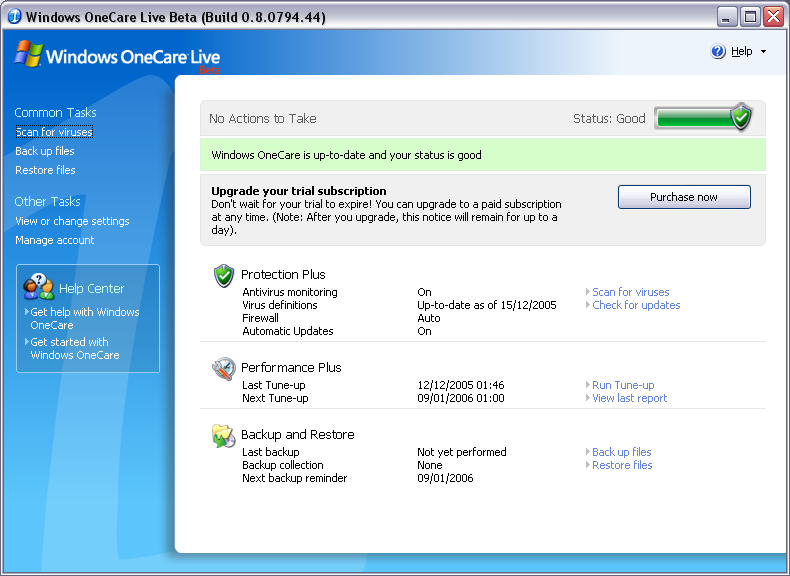 Windows OneCare Live Beta (Build 0.8.0794.44)
Windows OneCare Live
Beta
Help
Common Tasks
Scan for viruses
Back up files
Restore files
Other Tasks
View or change settings
Manage account
Help Center
Get help with Windows
OneCare
Get started with
Windows OneCare
No Actions to Take
Status: Good
Windows OneCare is up-to-date and your status is good
Upgrade your trial subscription
Don't wait for your trial to expire! You can upgrade to a paid subscription
at any time. (Note: After you upgrade, this notice will remain for up to a
day).
Purchase now
Protection Plus
Antivirus monitoring On Scan for viruses
Virus definitions Up-to-date as of 15/12/2005 Check for updates
Firewall Auto
Automatic Updates On
Performance Plus
Last Tune-up 12/12/2005 01:46 Run Tune-up
Next Tune-up 09/01/2006 01:00 View last report
Backup and Restore
Last backup Not yet performed Back up files
Backup collection None Restore files
Next backup reminder 09/01/2006